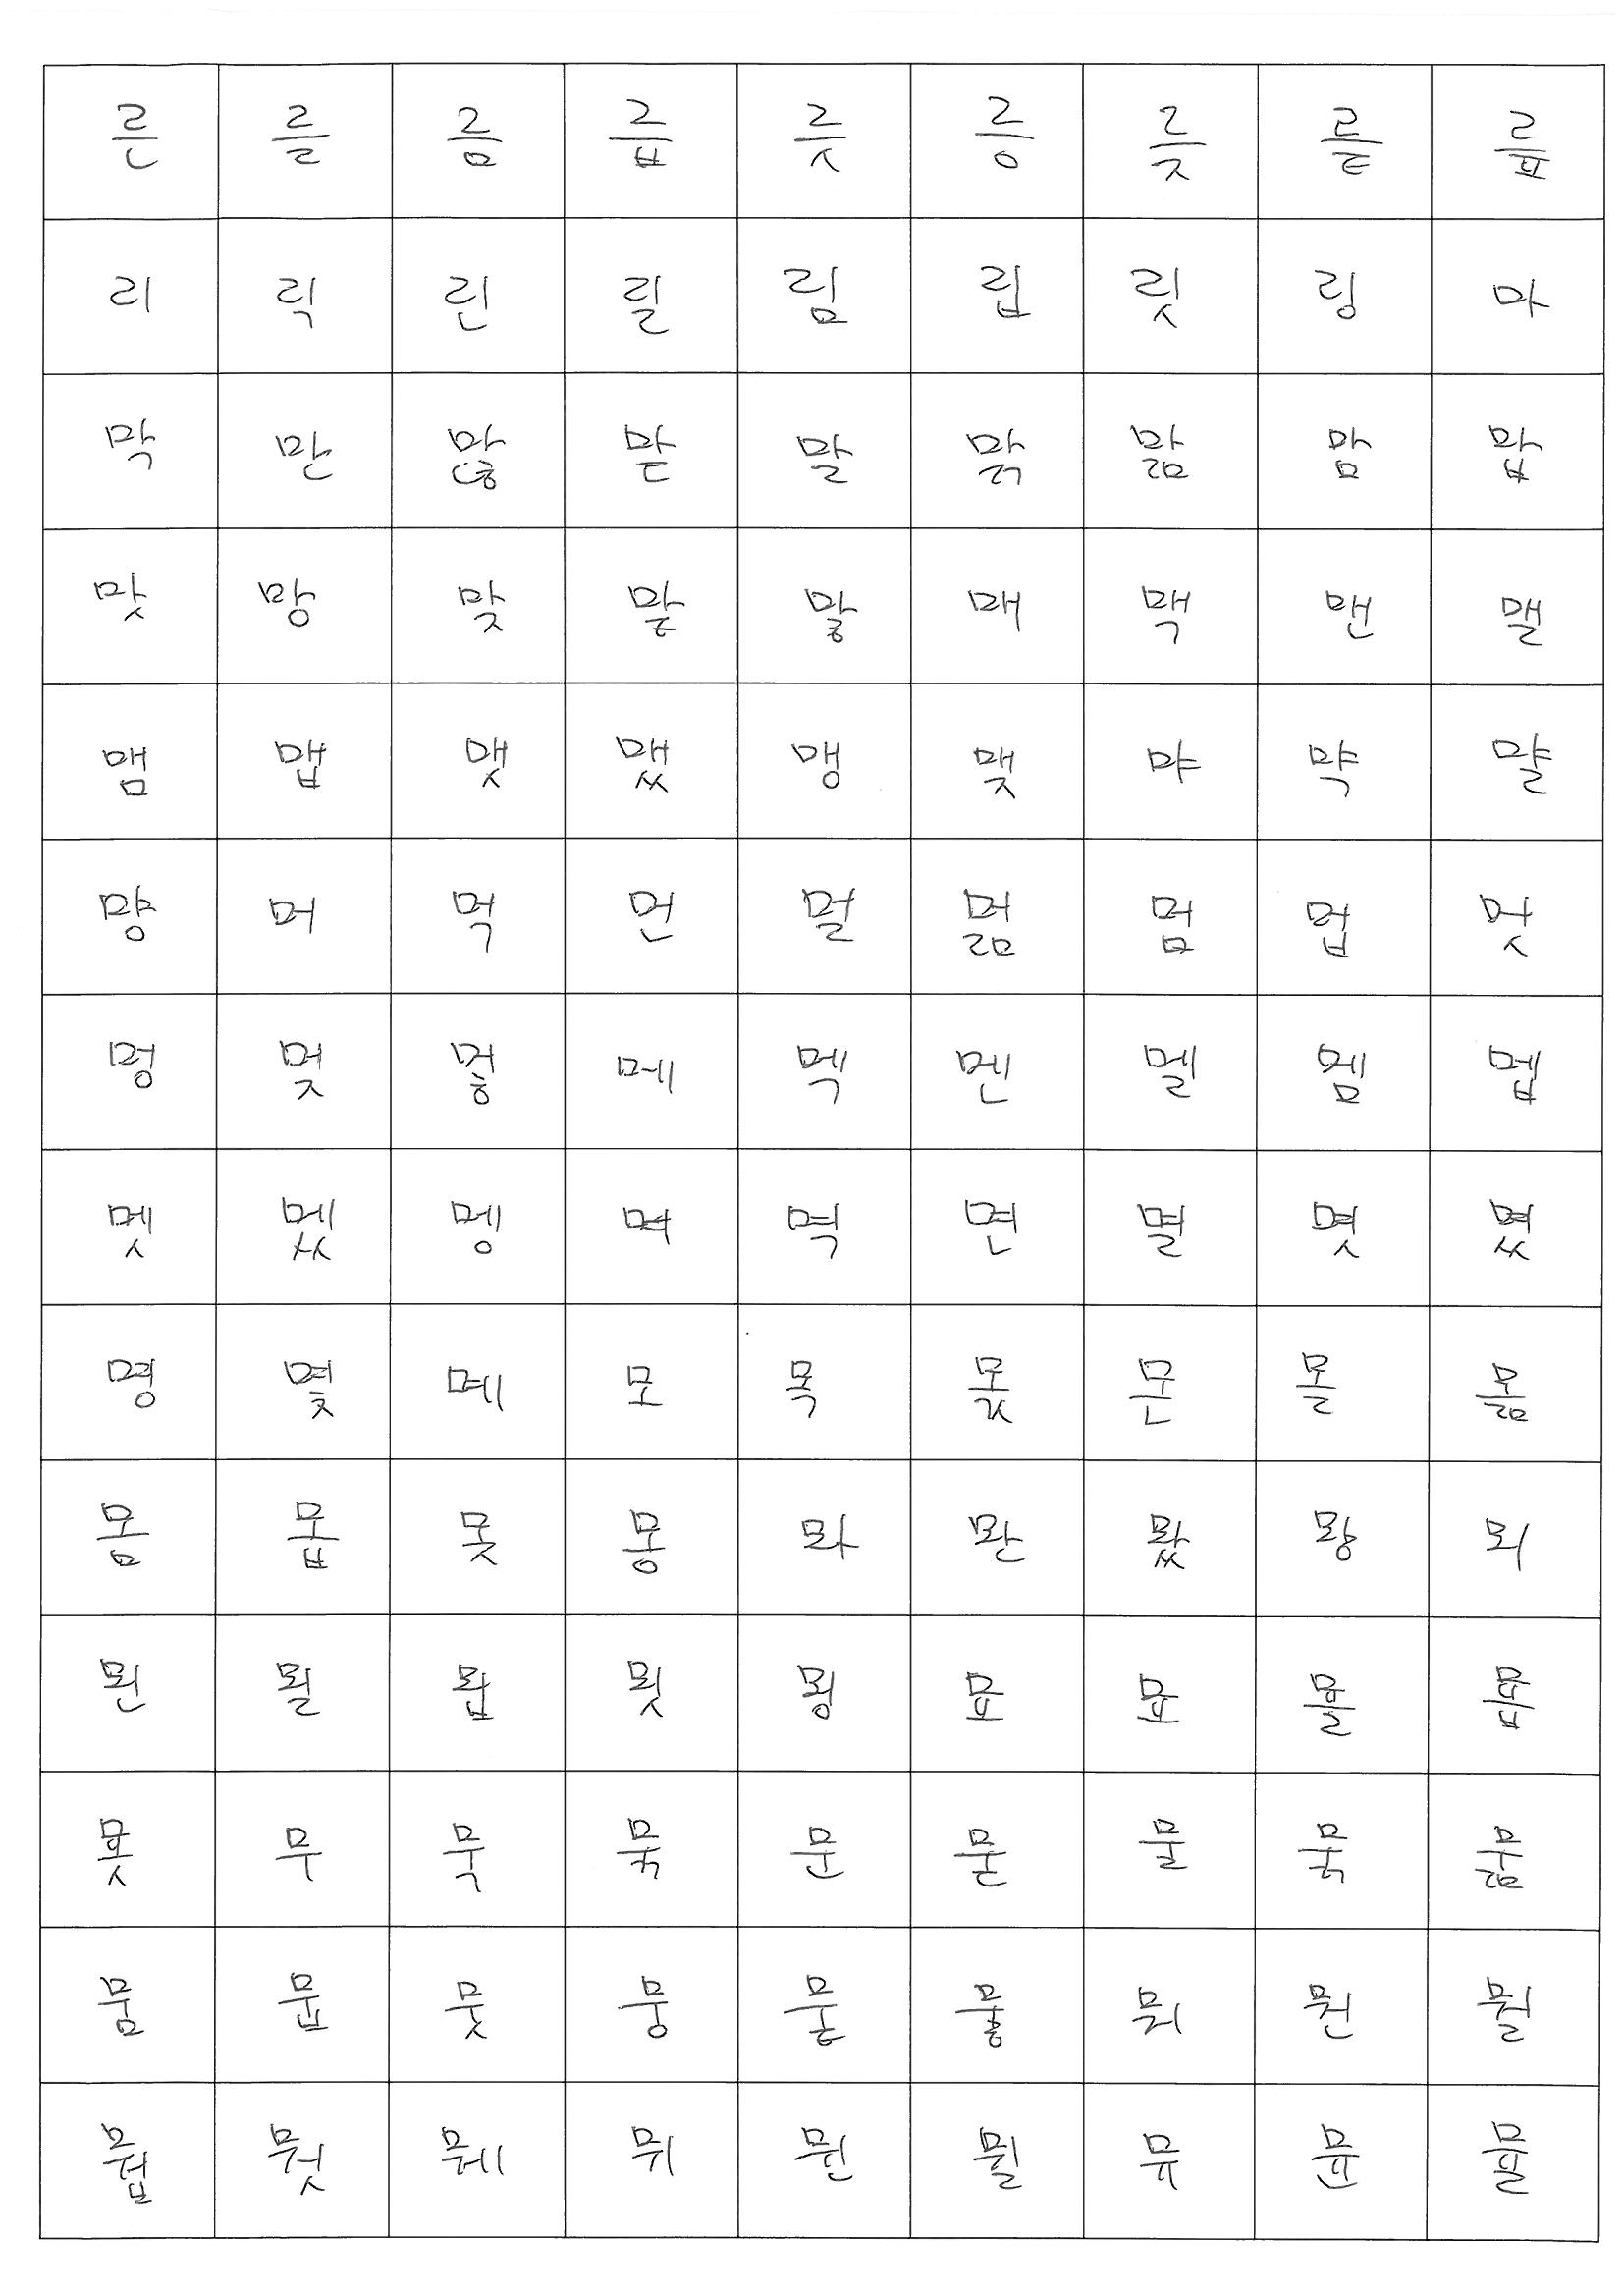 른 를 름 릅 릇 릉 릊 릍 릎
리 릭 린 릴 림 립 릿 링 마
막 만 많 맏 말 맑 맒 맘 맙
맛 망 맞 맡 맣 매 맥 맨 맬
맴 맵 맷 맸 맹 맺 먀 먁 먈
먕 머 먹 먼 멀 멂 멈 멉 멋
멍 멎 멓 메 멕 멘 멜 멤 멥
멧 멨 멩 며 멱 면 멸 몃 몄
명 몇 몌 모 목 몫 몬 몰 몲
몸 몹 못 몽 뫄 뫈 뫘 뫙 뫼
묀 묄 묍 묏 묑 묘 묘 묠 묩
묫 무 묵 묶 문 묻 물 묽 묾
뭄 뭅 뭇 뭉 뭍 뭏 뭐 뭔 뭘
뭡 뭣 뭬 뮈 뮌 뮐 뮤 뮨 뮬